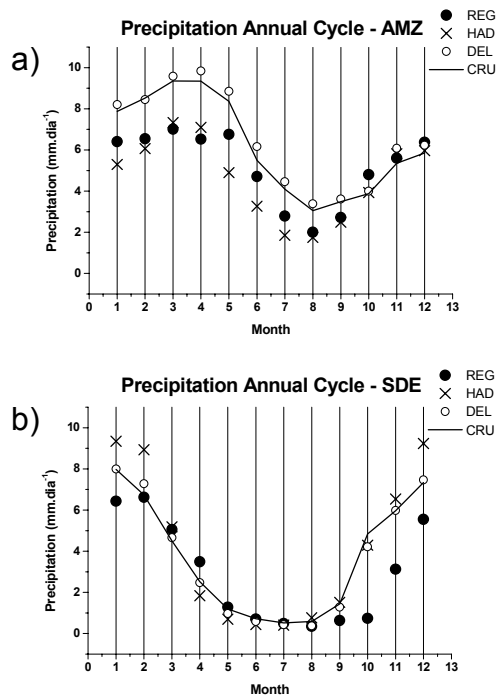 a)
Precipitation Annual Cycle - AMZ
REG
HAD
DEL
CRU
Precipitation (mm.dia⁻¹)
10
8
6
4
2
0
0 1 2 3 4 5 6 7 8 9 10 11 12 13
Month
b)
Precipitation Annual Cycle - SDE
REG
HAD
DEL
CRU
Precipitation (mm.dia⁻¹)
10
8
6
4
2
0
0 1 2 3 4 5 6 7 8 9 10 11 12 13
Month